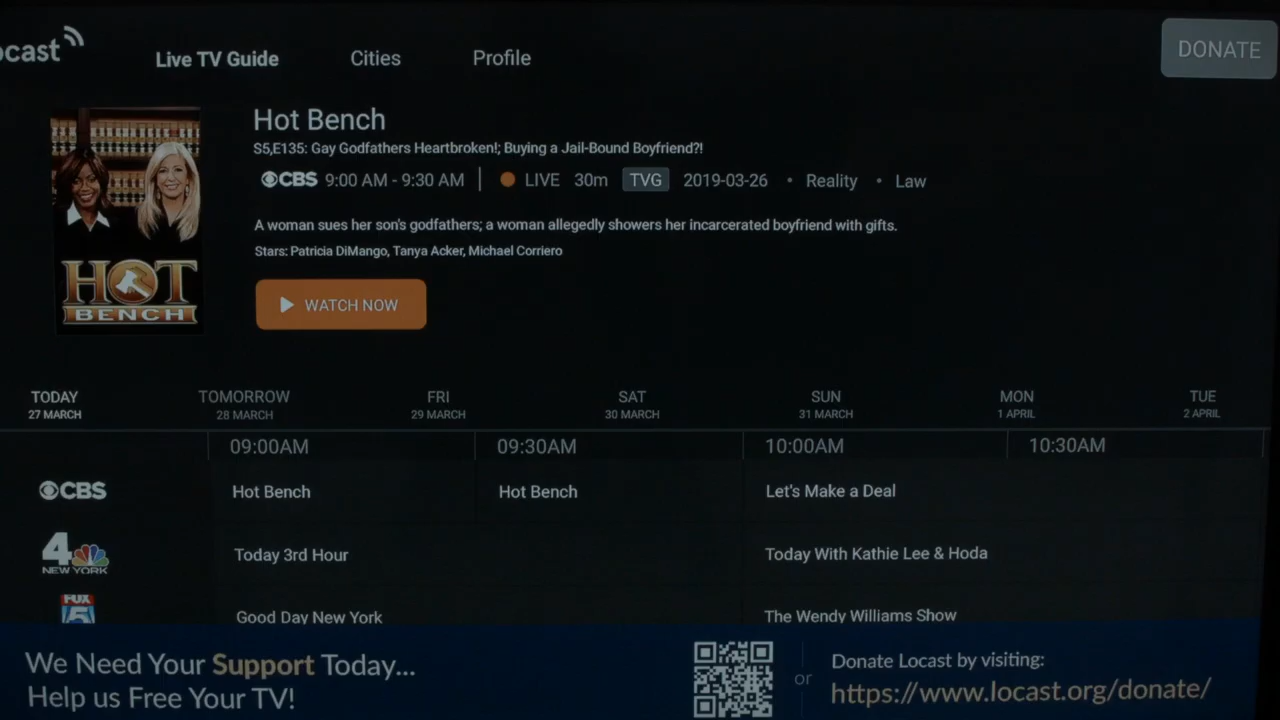 ocast
Live TV Guide
Cities
Profile
DONATE
Hot Bench
S5,E135: Gay Godfathers Heartbroken!; Buying a Jail-Bound Boyfriend?!
CBS 9:00 AM - 9:30 AM | LIVE 30m TVG 2019-03-26 • Reality • Law
A woman sues her son's godfathers; a woman allegedly showers her incarcerated boyfriend with gifts.
Stars: Patricia DiMango, Tanya Acker, Michael Corriero
HOT
BENCH
WATCH NOW
TODAY TOMORROW FRI SAT SUN MON TUE
27 MARCH 28 MARCH 29 MARCH 30 MARCH 31 MARCH 1 APRIL 2 APRIL
09:00AM 09:30AM 10:00AM 10:30AM
CBS Hot Bench Hot Bench Let's Make a Deal
4 NEW YORK Today 3rd Hour Today With Kathie Lee & Hoda
FOX 5 Good Day New York The Wendy Williams Show
We Need Your Support Today...
Help us Free Your TV!
or
Donate Locast by visiting:
https://www.locast.org/donate/